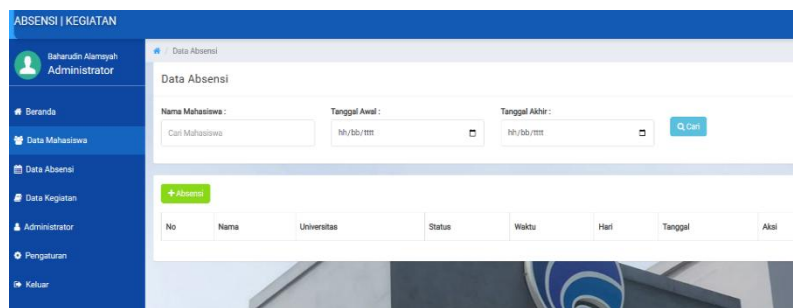 ABSENSI | KEGIATAN
Baharudin Alamsyah
Administrator
Beranda
Data Mahasiswa
Data Absensi
Data Kegiatan
Administrator
Pengaturan
Keluar
/ Data Absensi
Data Absensi
Nama Mahasiswa : Tanggal Awal : Tanggal Akhir :
Cari Mahasiswa hh/bb/tttt hh/bb/tttt Cari
+Absensi
No Nama Universitas Status Waktu Hari Tanggal Aksi